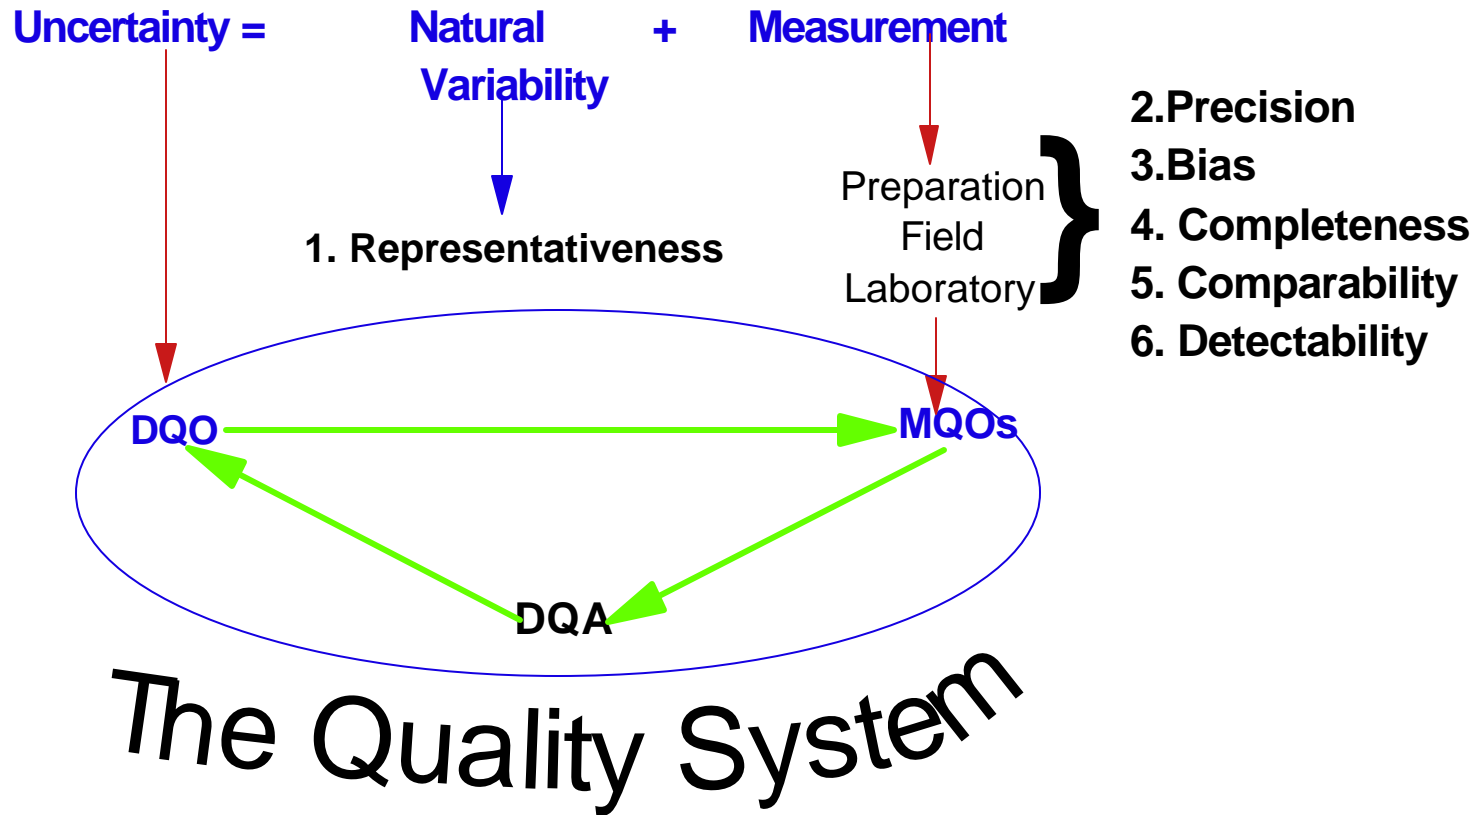 Uncertainty = Natural + Measurement
Variability
1. Representativeness
Preparation
Field
Laboratory
}
2.Precision
3.Bias
4. Completeness
5. Comparability
6. Detectability
DQO
MQOs
DQA
The Quality System